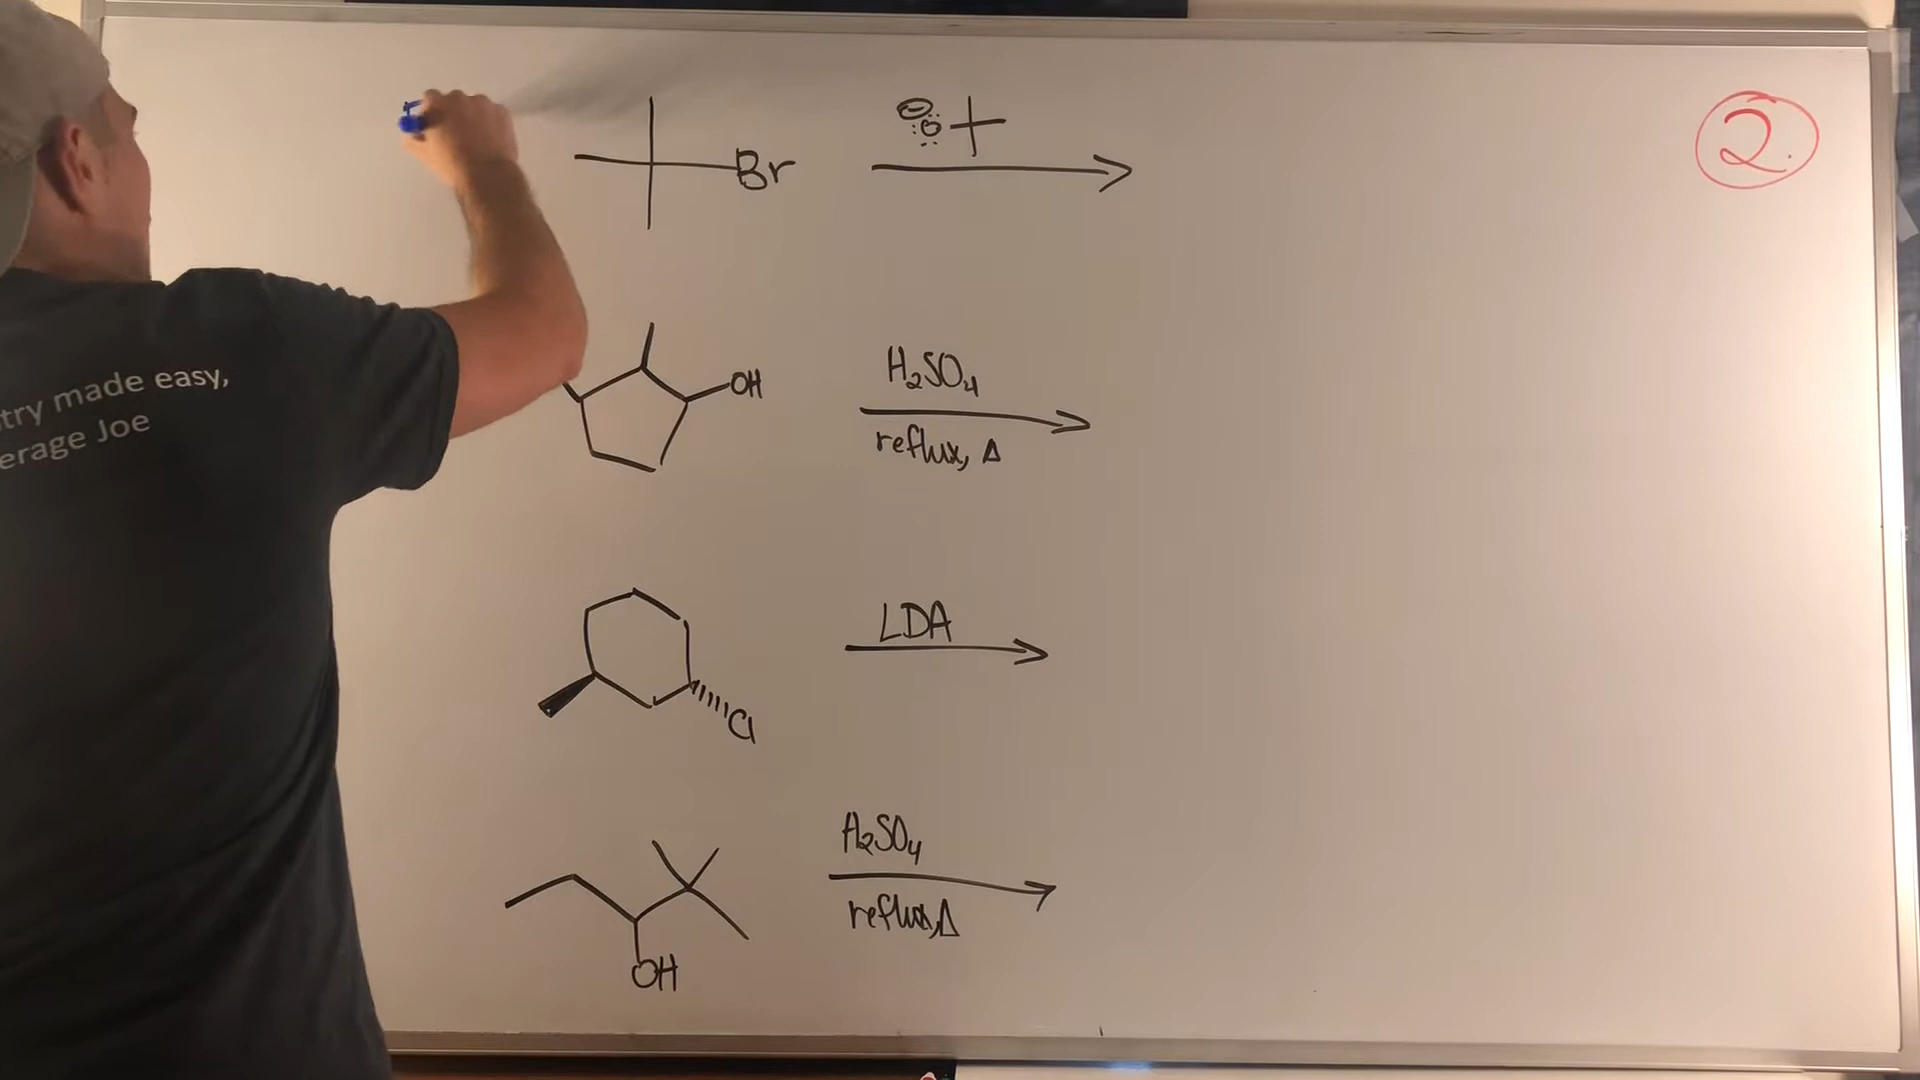 ⊖
:Ö
2.
Br
OH
H₂SO₄
reflux, Δ
try made easy,
erage Joe
LDA
Cl
H₂SO₄
reflux, Δ
OH